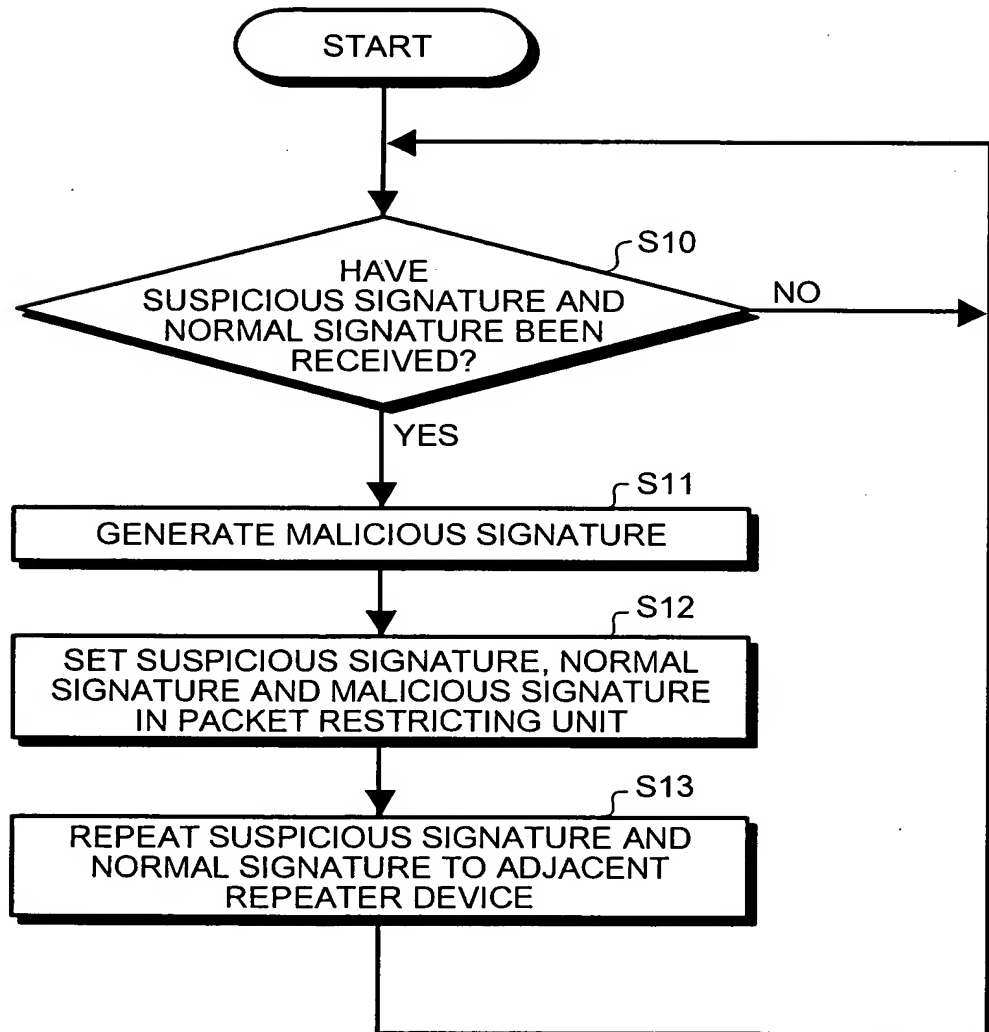 START
S10
HAVE
SUSPICIOUS SIGNATURE AND
NORMAL SIGNATURE BEEN
RECEIVED?
NO
YES
S11
GENERATE MALICIOUS SIGNATURE
S12
SET SUSPICIOUS SIGNATURE, NORMAL
SIGNATURE AND MALICIOUS SIGNATURE
IN PACKET RESTRICTING UNIT
S13
REPEAT SUSPICIOUS SIGNATURE AND
NORMAL SIGNATURE TO ADJACENT
REPEATER DEVICE